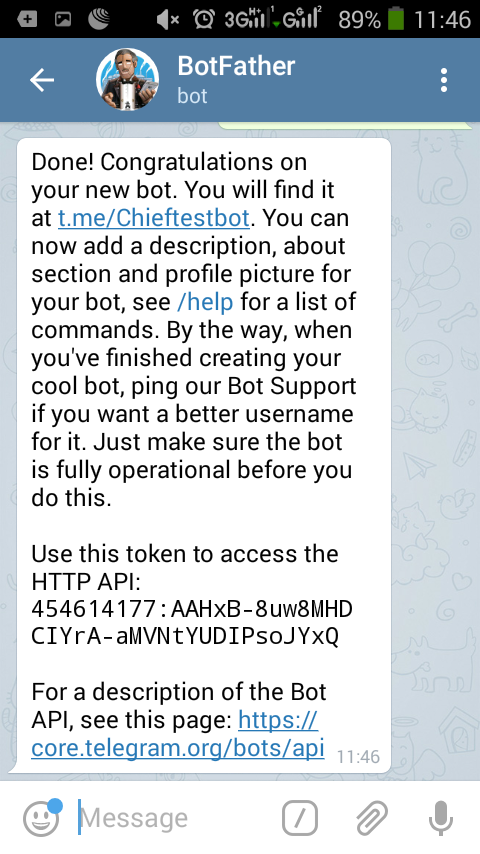 3G H+ 1 G G 2 89% 11:46
BotFather
bot
Done! Congratulations on
your new bot. You will find it
at t.me/Chieftestbot. You can
now add a description, about
section and profile picture for
your bot, see /help for a list of
commands. By the way, when
you've finished creating your
cool bot, ping our Bot Support
if you want a better username
for it. Just make sure the bot
is fully operational before you
do this.
Use this token to access the
HTTP API:
454614177:AAHxB-8uw8MHD
CIYrA-aMVNtYUDIPsoJYxQ
For a description of the Bot
API, see this page: https://
core.telegram.org/bots/api 11:46
Message